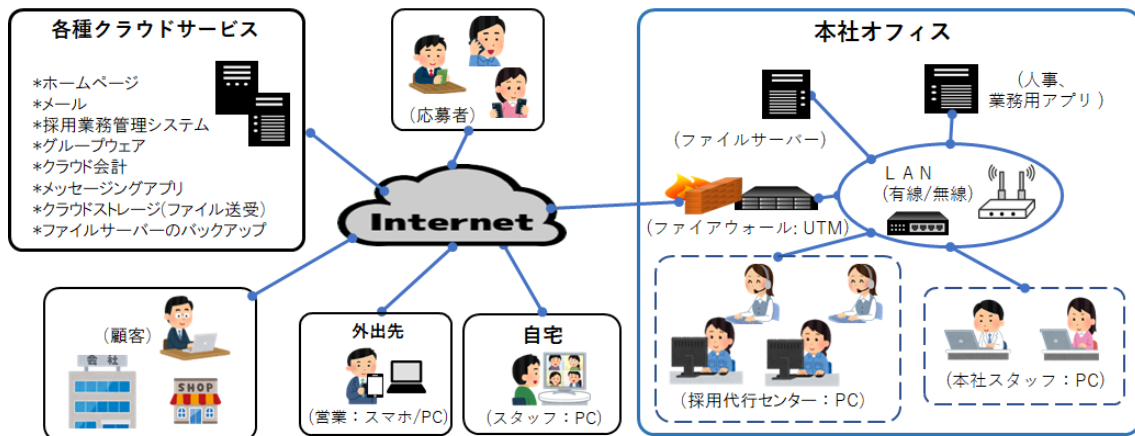 各種クラウドサービス
*ホームページ
*メール
*採用業務管理システム
*グループウェア
*クラウド会計
*メッセージングアプリ
*クラウドストレージ(ファイル送受)
*ファイルサーバーのバックアップ
(応募者)
Internet
(顧客)
会社
SHOP
外出先
(営業：スマホ/PC)
自宅
(スタッフ：PC)
本社オフィス
(ファイルサーバー)
(人事、
業務用アプリ)
ＬＡＮ
(有線/無線)
(ファイアウォール: UTM)
(採用代行センター：PC)
(本社スタッフ：PC)